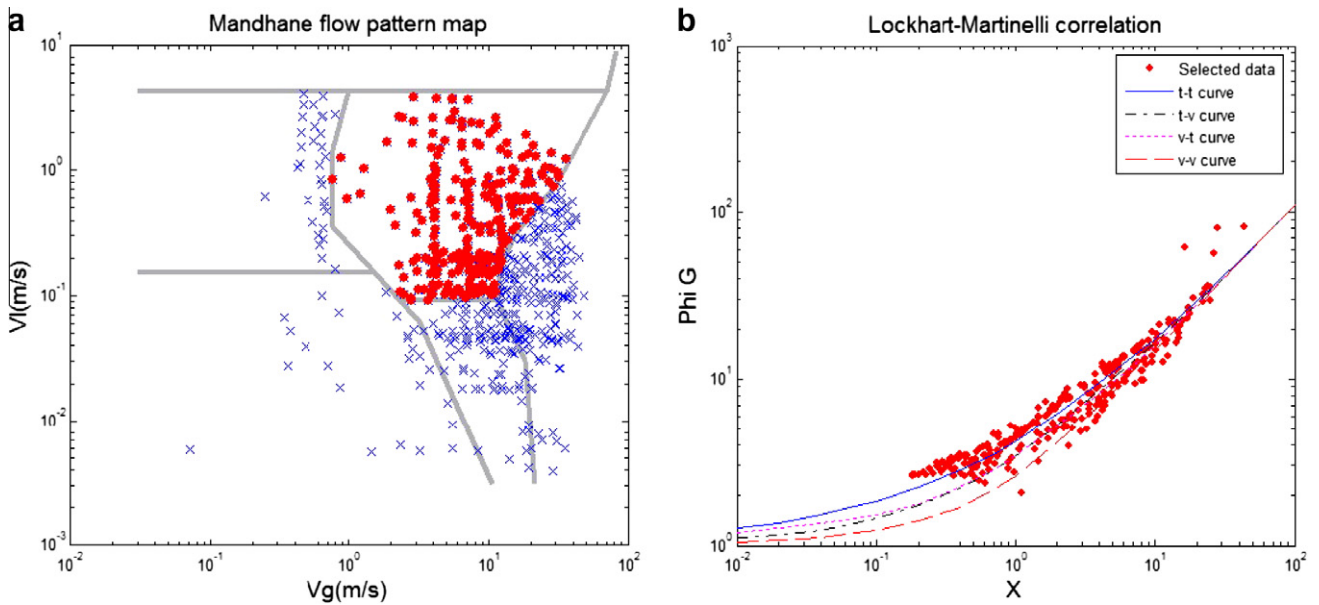 a
Mandhane flow pattern map
10^1
10^0
10^-1
10^-2
10^-3
Vl(m/s)
10^-2
10^-1
10^0
10^1
10^2
Vg(m/s)
b
Lockhart-Martinelli correlation
10^3
10^2
10^1
10^0
Phi G
Selected data
t-t curve
t-v curve
v-t curve
v-v curve
10^-2
10^-1
10^0
10^1
10^2
X